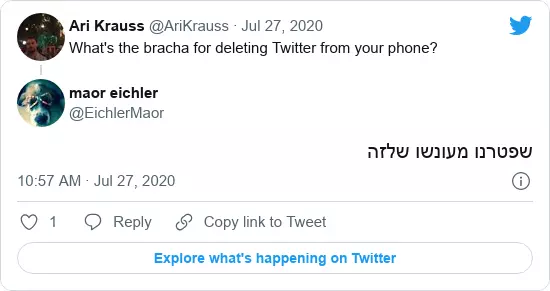 Ari Krauss @AriKrauss · Jul 27, 2020
What's the bracha for deleting Twitter from your phone?
maor eichler
@EichlerMaor
שפטרנו מעונשו שלזה
10:57 AM · Jul 27, 2020
1 Reply Copy link to Tweet
Explore what's happening on Twitter